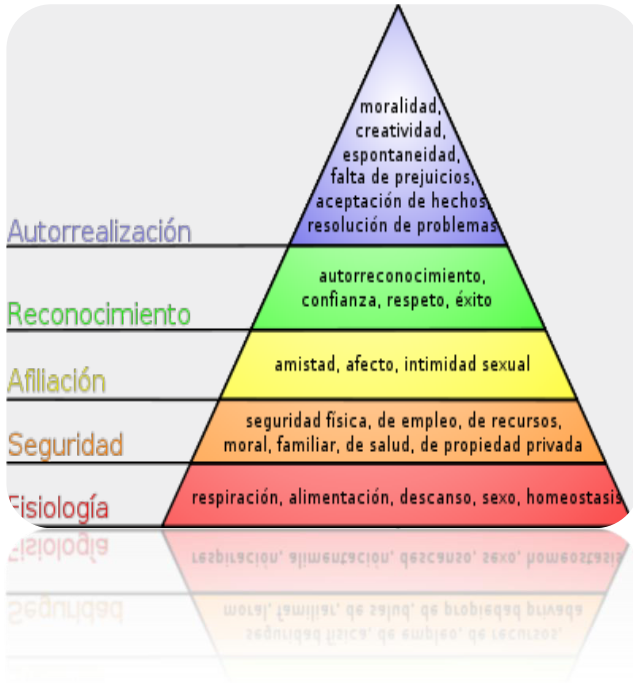 moralidad,
creatividad,
espontaneidad,
falta de prejuicios,
aceptación de hechos,
resolución de problemas
Autorrealización
autorreconocimiento,
confianza, respeto, éxito
Reconocimiento
amistad, afecto, intimidad sexual
Afiliación
seguridad física, de empleo, de recursos,
moral, familiar, de salud, de propiedad privada
Seguridad
respiración, alimentación, descanso, sexo, homeostasis
Fisiología